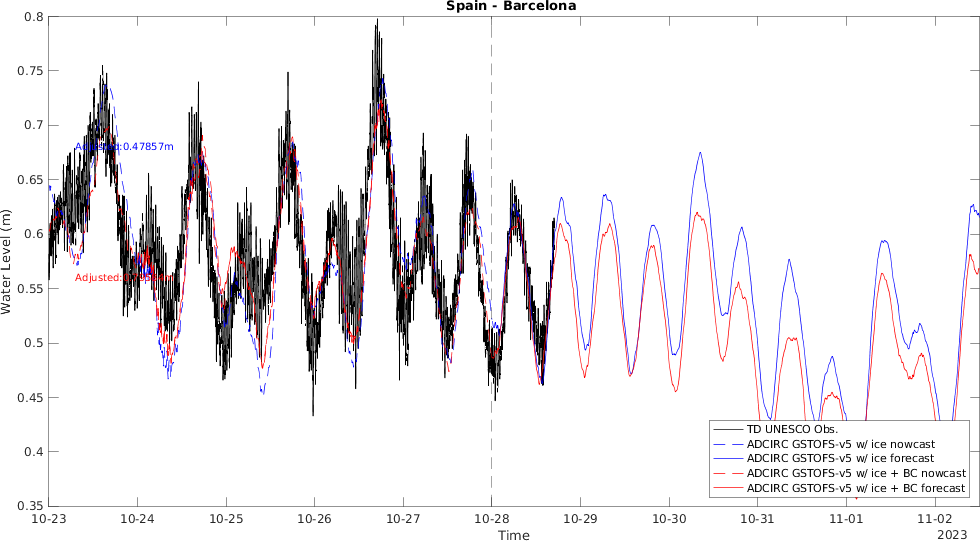 Spain - Barcelona
0.8
0.75
0.7
0.65
0.6
0.55
0.5
0.45
0.4
0.35
Water Level (m)
Adjusted:0.47857m
Adjusted:
TD UNESCO Obs.
ADCIRC GSTOFS-v5 w/ ice nowcast
ADCIRC GSTOFS-v5 w/ ice forecast
ADCIRC GSTOFS-v5 w/ ice + BC nowcast
ADCIRC GSTOFS-v5 w/ ice + BC forecast
10-23 10-24 10-25 10-26 10-27 10-28 10-29 10-30 10-31 11-01 11-02
Time
2023